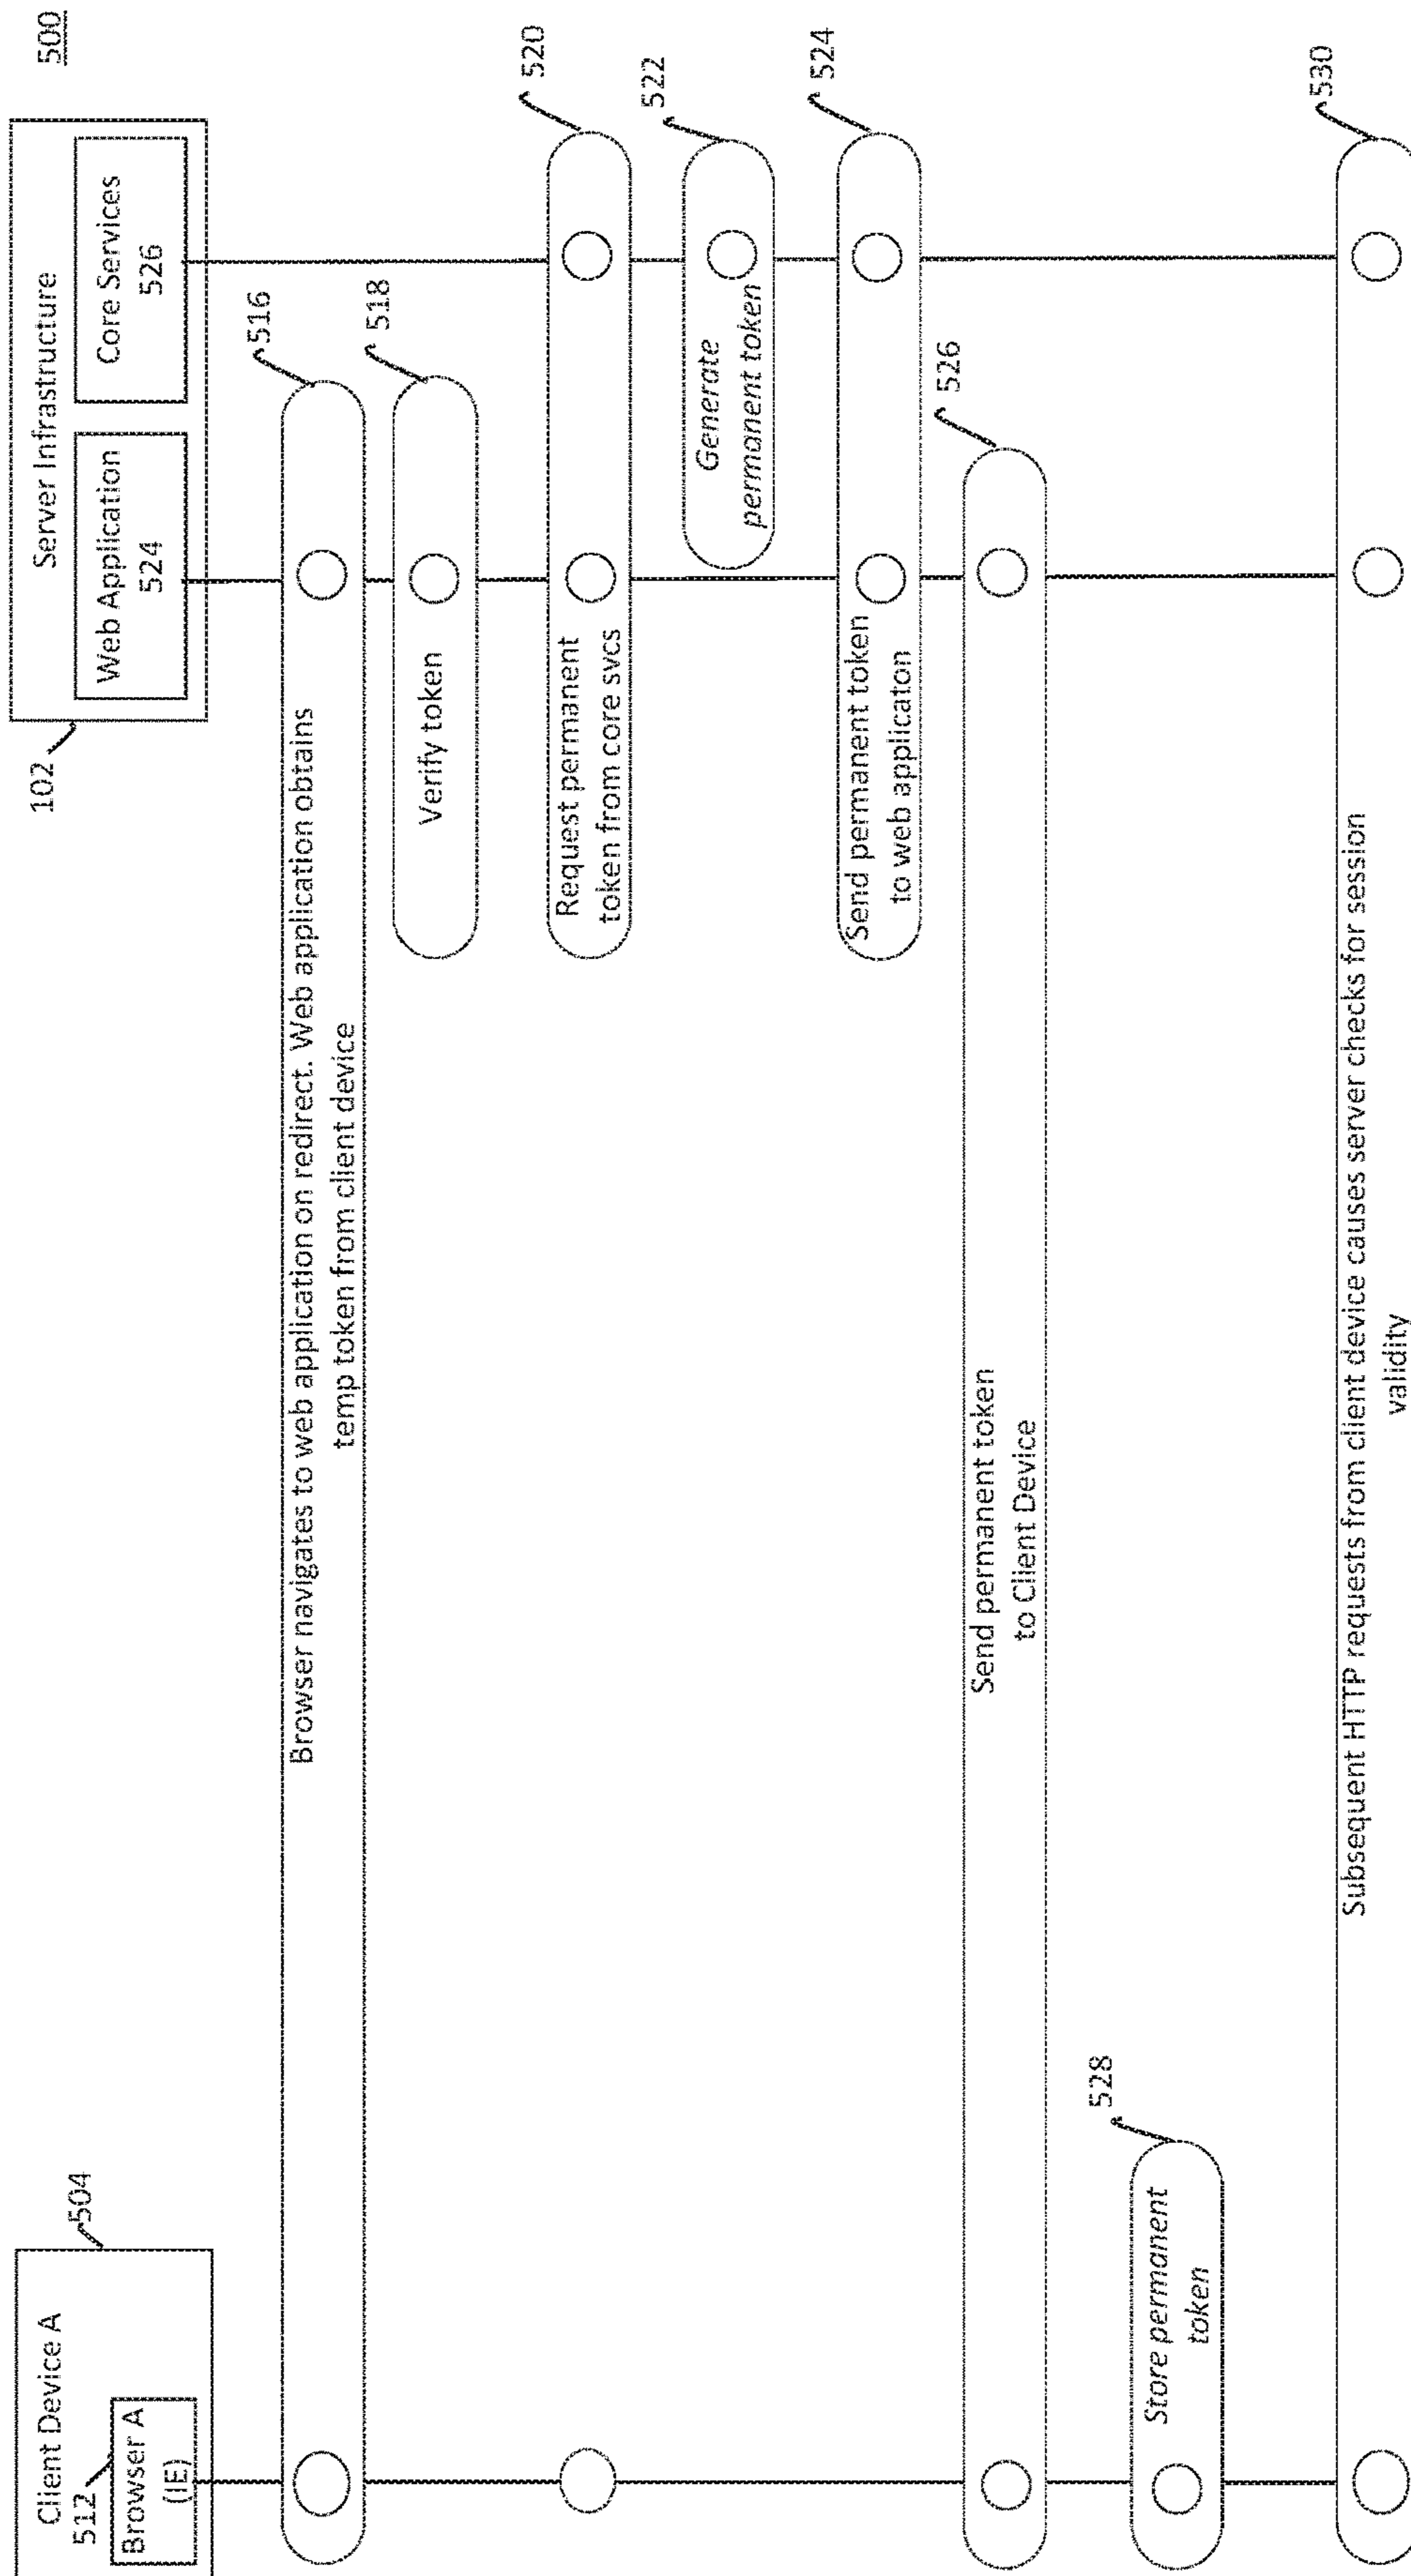 500
Client Device A
504
512
Browser A
(IE)
102
Server Infrastructure
Web Application
524
Core Services
526
Browser navigates to web application on redirect. Web application obtains
temp token from client device
516
Verify token
518
Request permanent
token from core svcs
520
Generate
permanent token
522
Send permanent token
to web applicaton
524
Send permanent token
to Client Device
526
Store permanent
token
528
Subsequent HTTP requests from client device causes server checks for session
validity
530